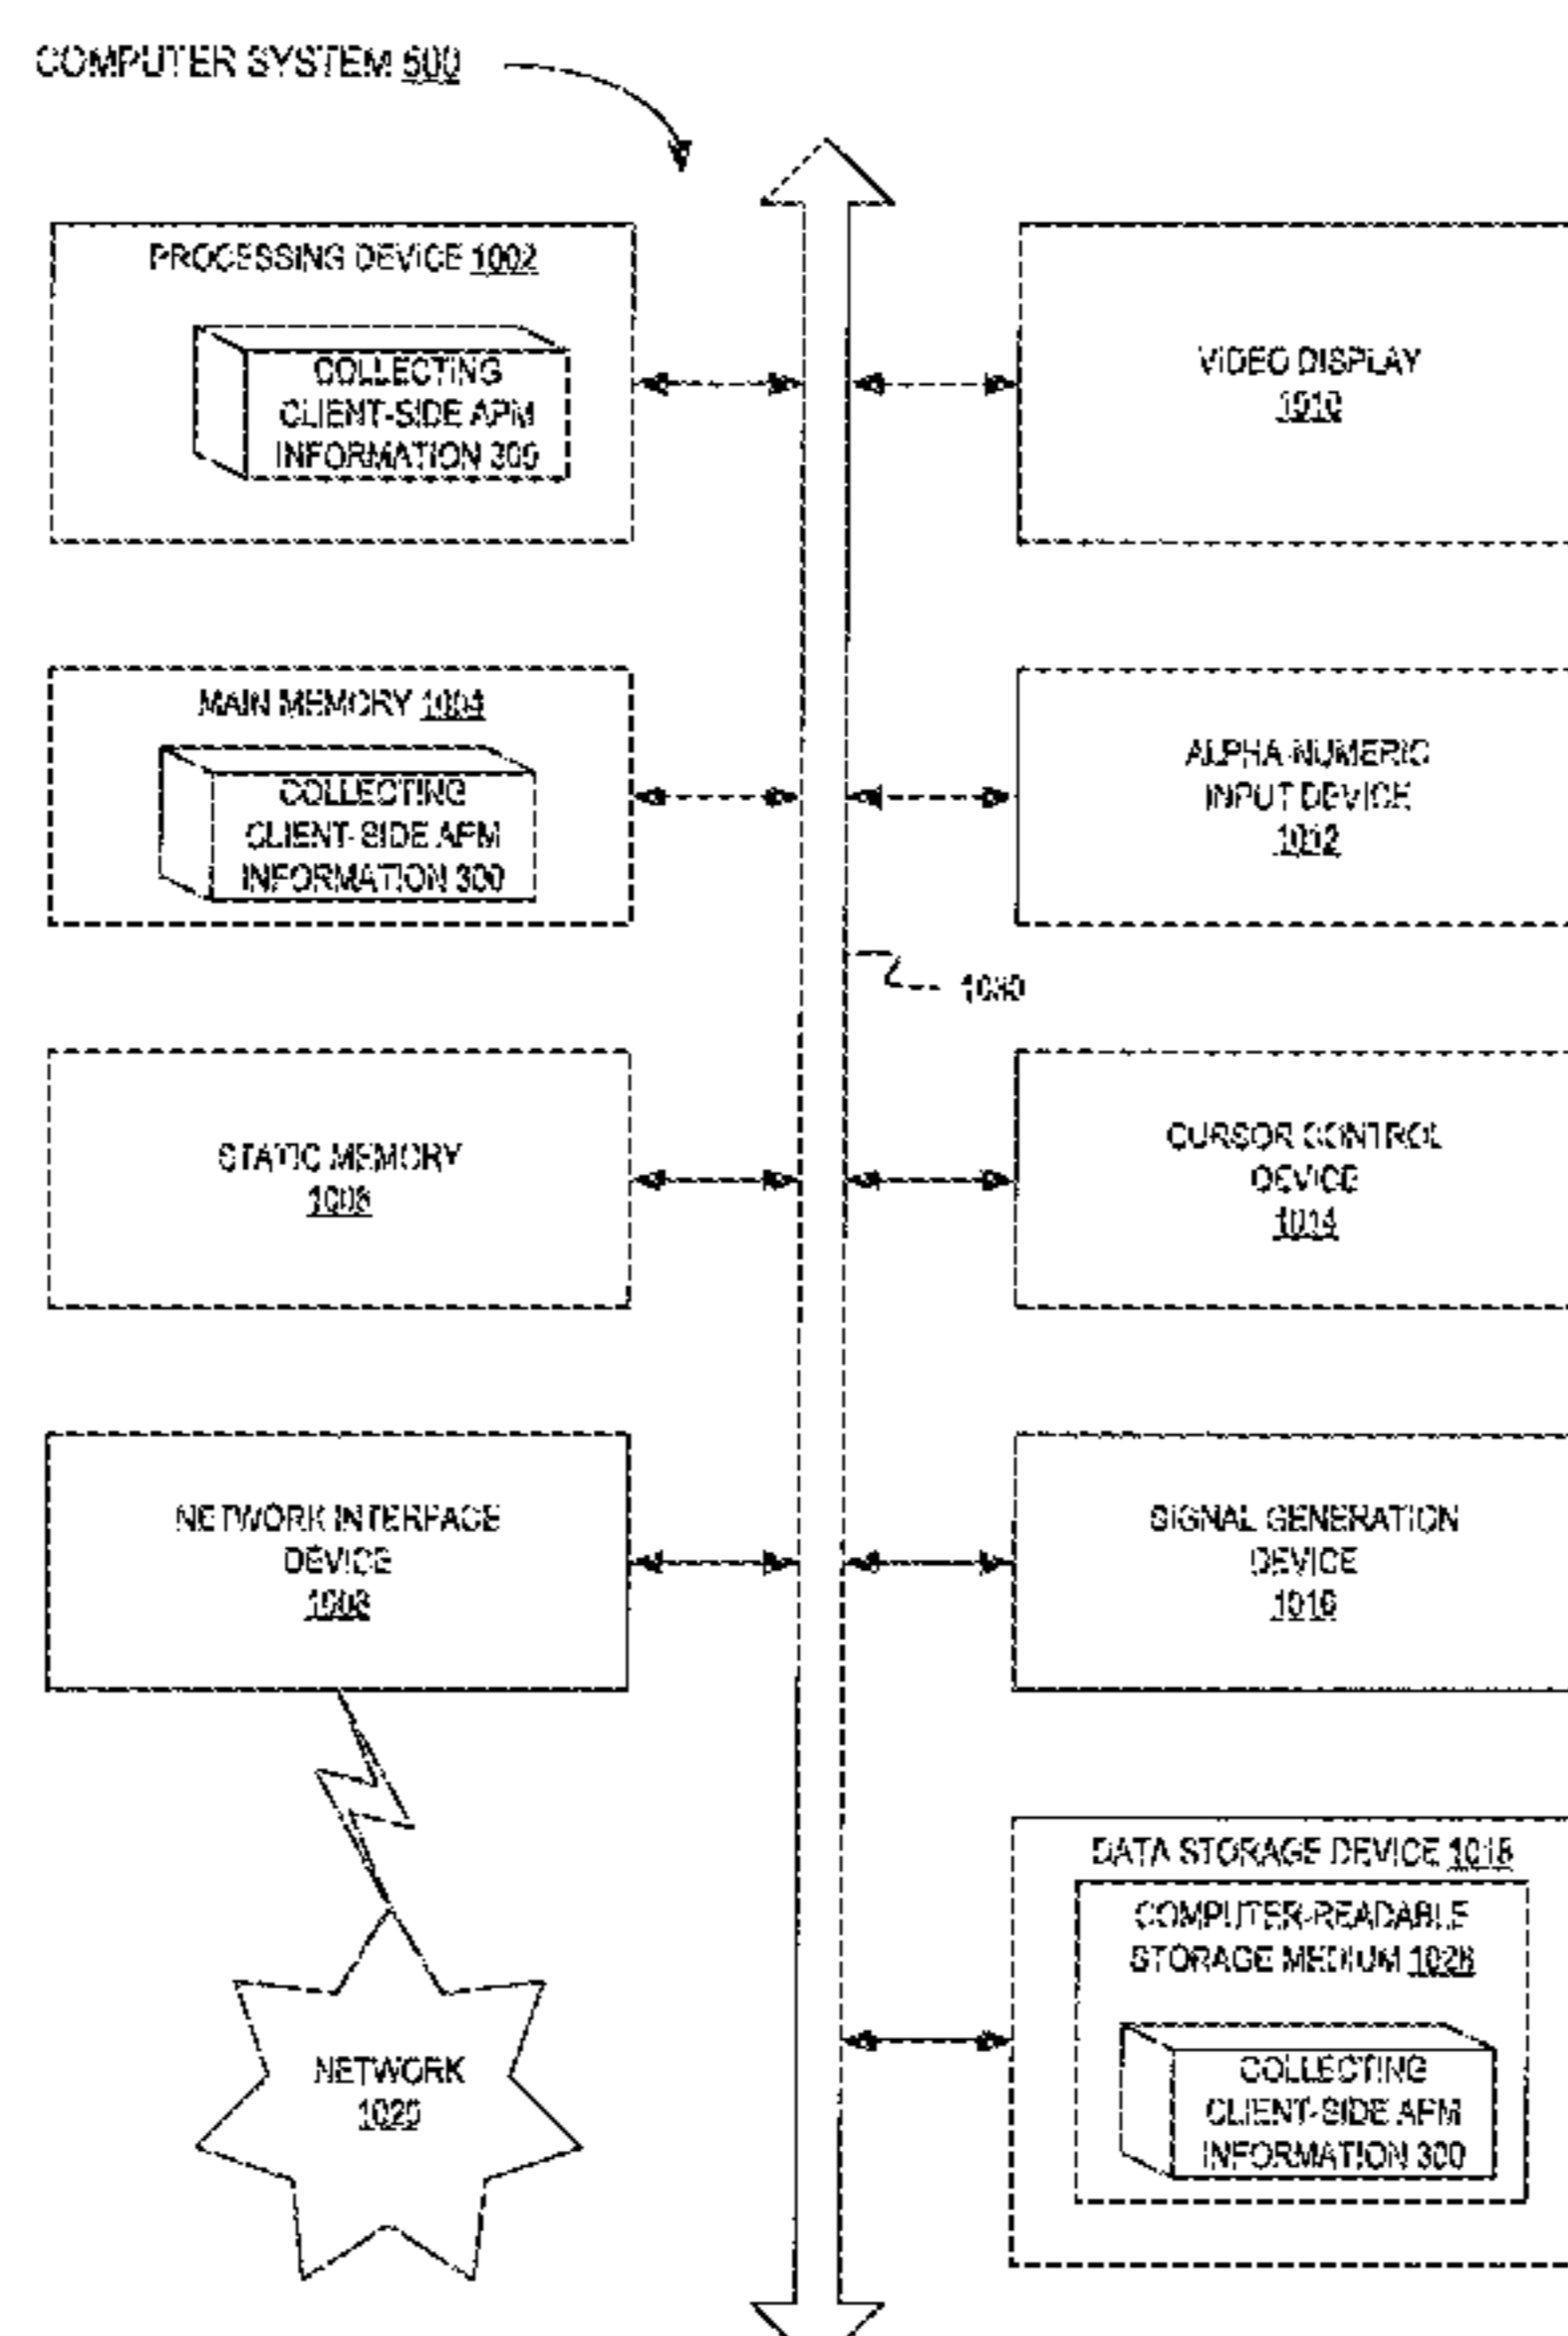 COMPUTER SYSTEM 500
PROCESSING DEVICE 1002
COLLECTING
CLIENT-SIDE APM
INFORMATION 300
VIDEO DISPLAY
1010
MAIN MEMORY 1004
COLLECTING
CLIENT-SIDE APM
INFORMATION 300
ALPHA-NUMERIC
INPUT DEVICE
1012
1030
STATIC MEMORY
1006
CURSOR CONTROL
DEVICE
1014
NETWORK INTERFACE
DEVICE
1008
SIGNAL GENERATION
DEVICE
1016
DATA STORAGE DEVICE 1018
COMPUTER-READABLE
STORAGE MEDIUM 1028
COLLECTING
CLIENT-SIDE APM
INFORMATION 300
NETWORK
1020